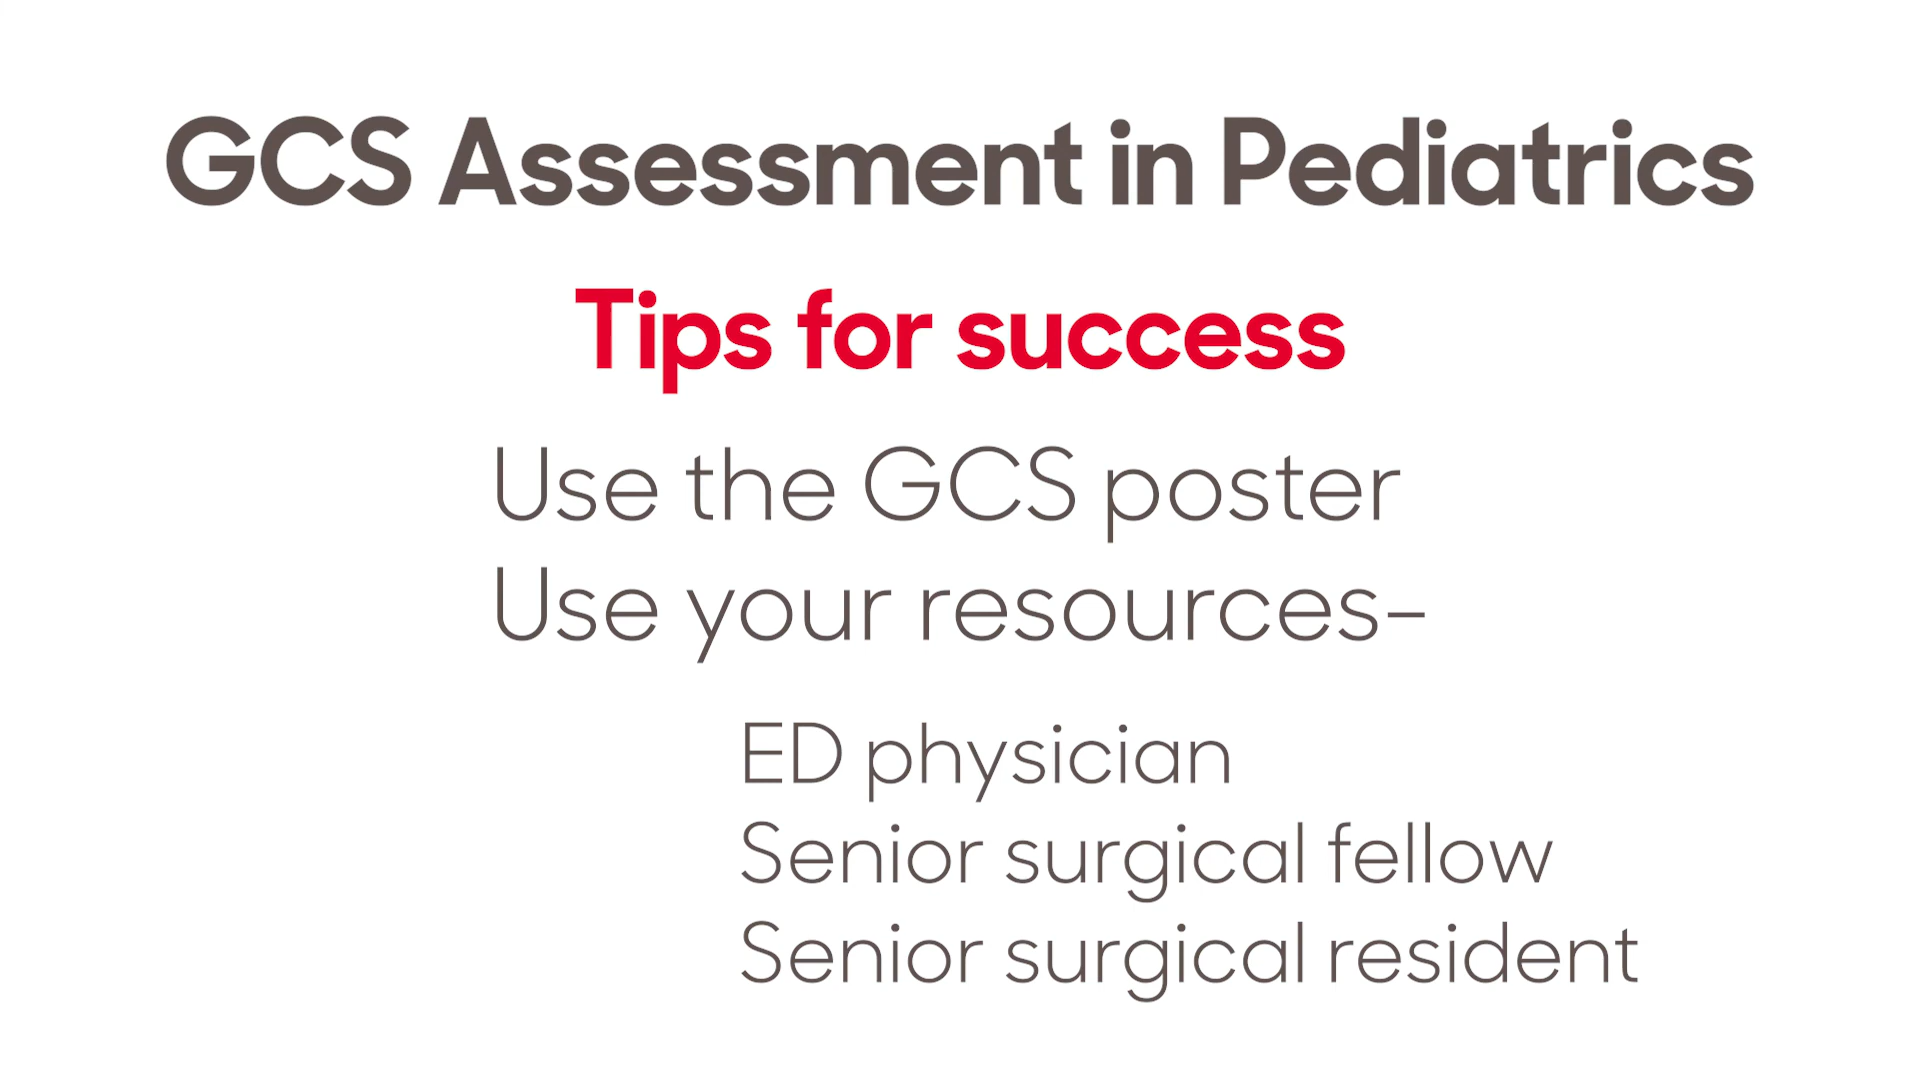 GCS Assessment in Pediatrics
Tips for success
Use the GCS poster
Use your resources–
ED physician
Senior surgical fellow
Senior surgical resident